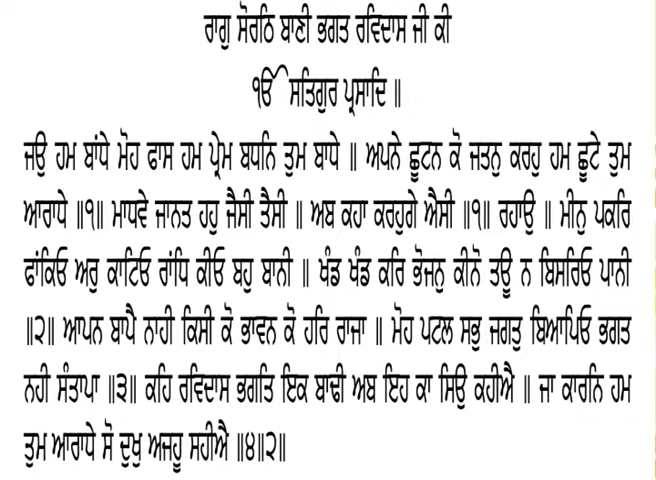 ਰਾਗੁ ਸੋਰਠਿ ਬਾਣੀ ਭਗਤ ਰਵਿਦਾਸ ਜੀ ਕੀ
ੴ ਸਤਿਗੁਰ ਪ੍ਰਸਾਦਿ ॥
ਜਉ ਹਮ ਬਾਂਧੇ ਮੋਹ ਫਾਸ ਹਮ ਪ੍ਰੇਮ ਬਧਨਿ ਤੁਮ ਬਾਧੇ ॥ ਅਪਨੇ ਛੂਟਨ ਕੋ ਜਤਨੁ ਕਰਹੁ ਹਮ ਛੂਟੇ ਤੁਮ
ਆਰਾਧੇ ॥੧॥ ਮਾਧਵੇ ਜਾਨਤ ਹਹੁ ਜੈਸੀ ਤੈਸੀ ॥ ਅਬ ਕਹਾ ਕਰਹੁਗੇ ਐਸੀ ॥੧॥ ਰਹਾਉ ॥ ਮੀਨੁ ਪਕਰਿ
ਫਾਂਕਿਓ ਅਰੁ ਕਾਟਿਓ ਰਾਂਧਿ ਕੀਓ ਬਹੁ ਬਾਨੀ ॥ ਖੰਡ ਖੰਡ ਕਰਿ ਭੋਜਨੁ ਕੀਨੋ ਤਊ ਨ ਬਿਸਰਿਓ ਪਾਨੀ
॥੨॥ ਆਪਨ ਬਾਪੈ ਨਾਹੀ ਕਿਸੀ ਕੋ ਭਾਵਨ ਕੋ ਹਰਿ ਰਾਜਾ ॥ ਮੋਹ ਪਟਲ ਸਭੁ ਜਗਤੁ ਬਿਆਪਿਓ ਭਗਤ
ਨਹੀ ਸੰਤਾਪਾ ॥੩॥ ਕਹਿ ਰਵਿਦਾਸ ਭਗਤਿ ਇਕ ਬਾਢੀ ਅਬ ਇਹ ਕਾ ਸਿਉ ਕਹੀਐ ॥ ਜਾ ਕਾਰਨਿ ਹਮ
ਤੁਮ ਆਰਾਧੇ ਸੋ ਦੁਖੁ ਅਜਹੂ ਸਹੀਐ ॥੪॥੨॥